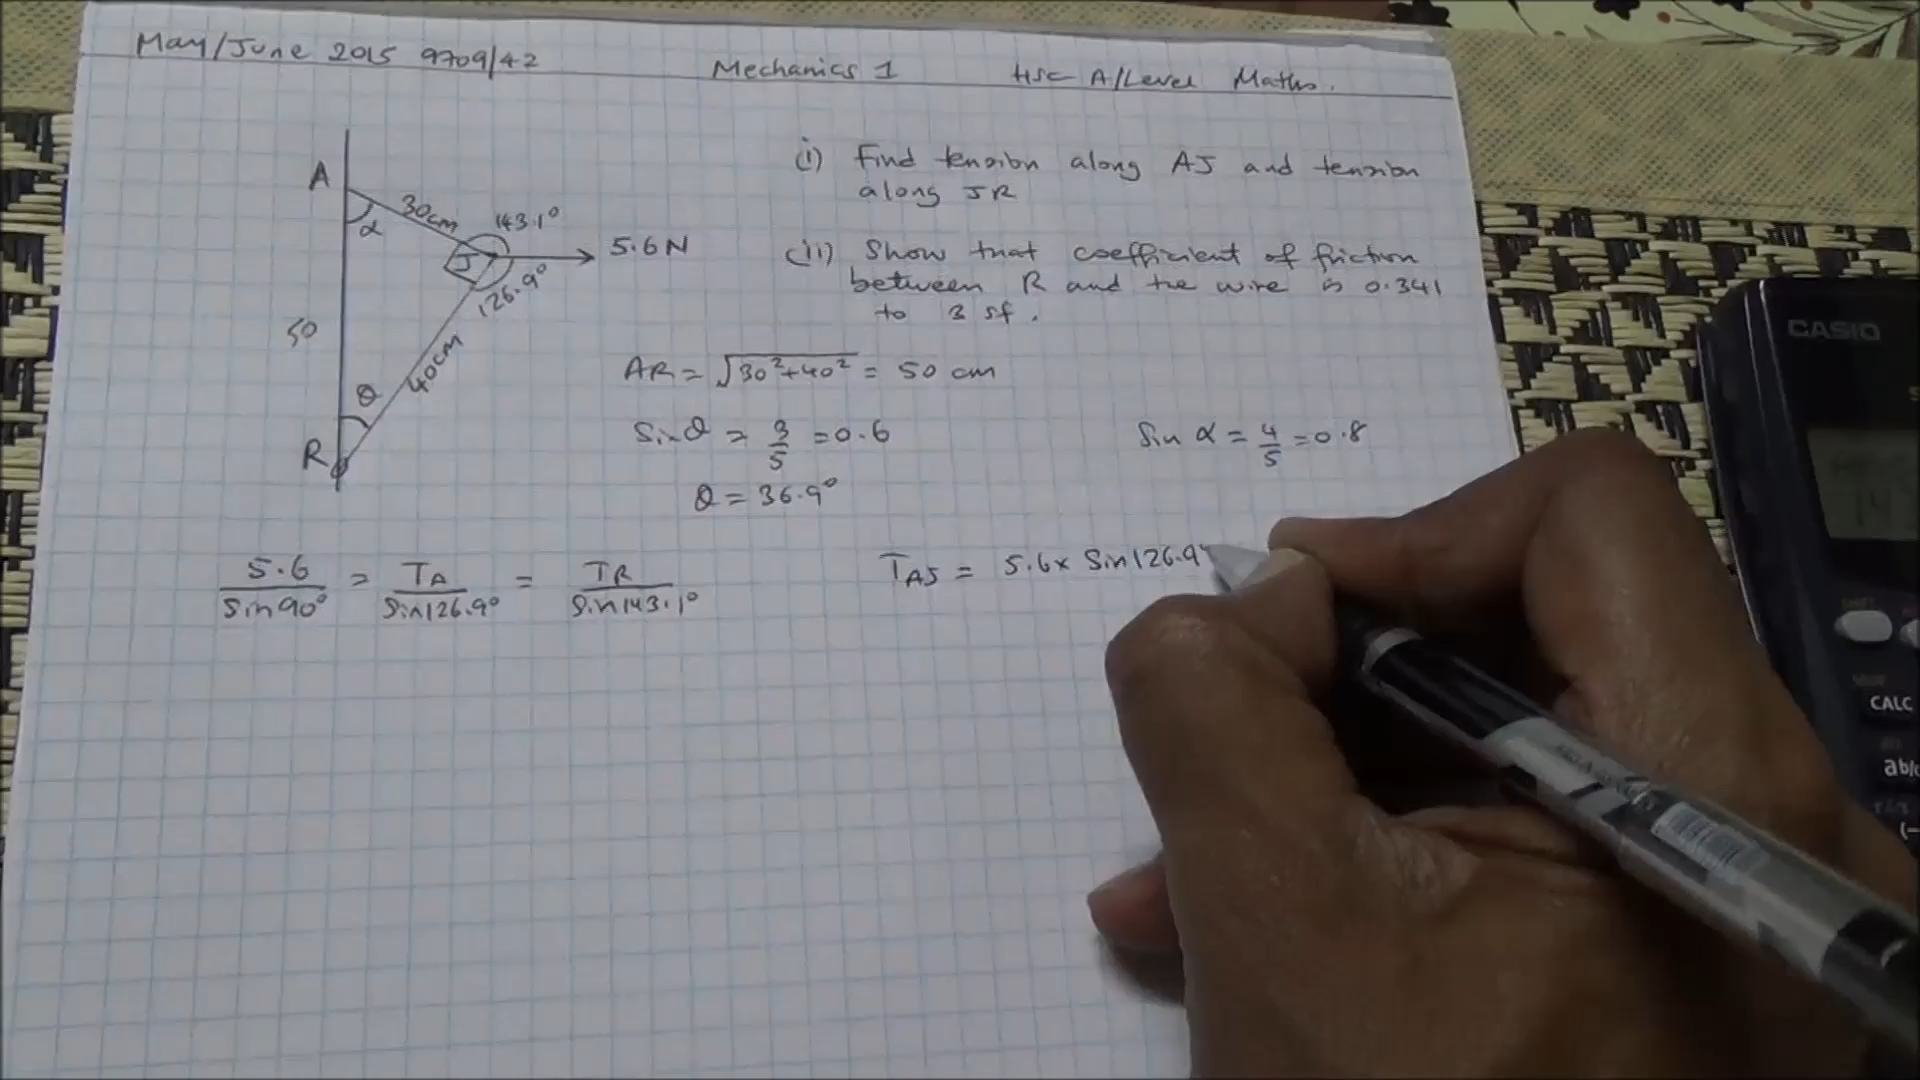 May/June 2015 9709/42 Mechanics 1 HSC A/Level Maths.
A
α
30cm
143.1°
J
5.6N
126.9°
50
40cm
θ
R
(i) Find tension along AJ and tension
along JR
(ii) Show that coefficient of friction
between R and the wire is 0.341
to 3 sf.
AR = √30²+40² = 50 cm
Sinθ = 3/5 = 0.6
Sin α = 4/5 = 0.8
θ = 36.9°
5.6/Sin90° = TA/Sin126.9° = TR/Sin143.1°
TAJ = 5.6 x Sin126.9
CASIO
CALC